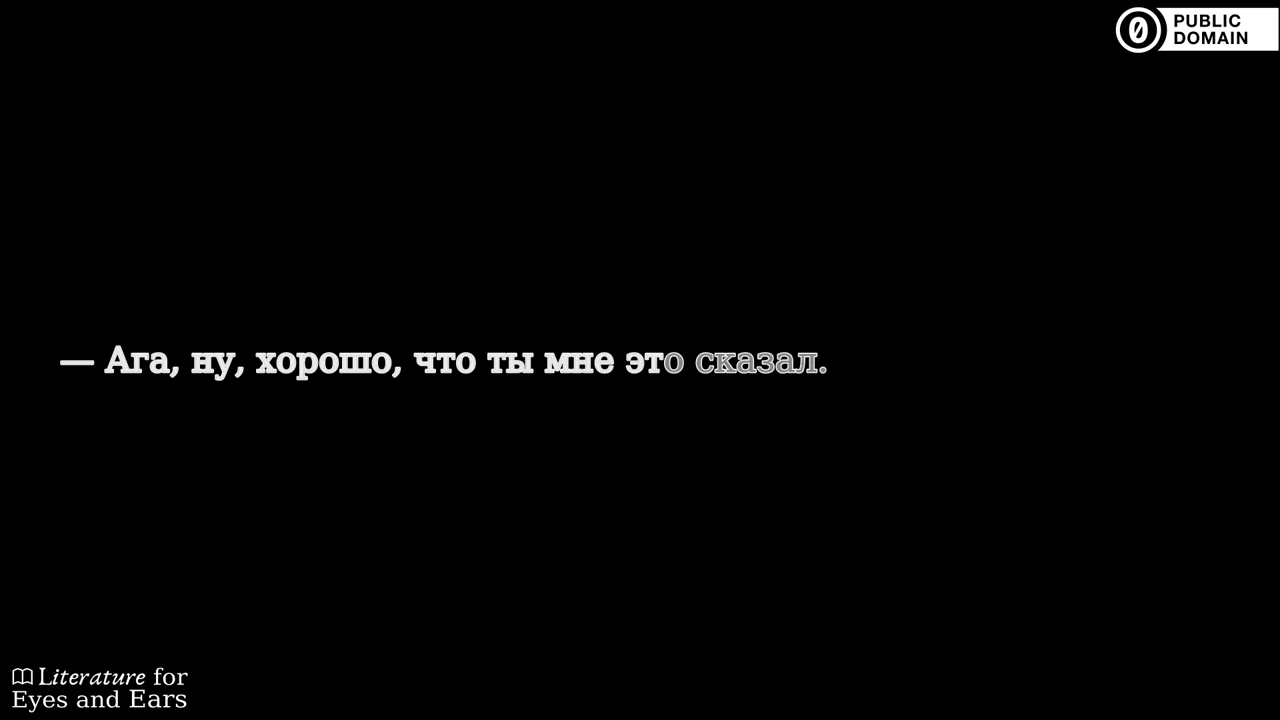 PUBLIC
DOMAIN
— Ага, ну, хорошо, что ты мне это сказал.
Literature for
Eyes and Ears